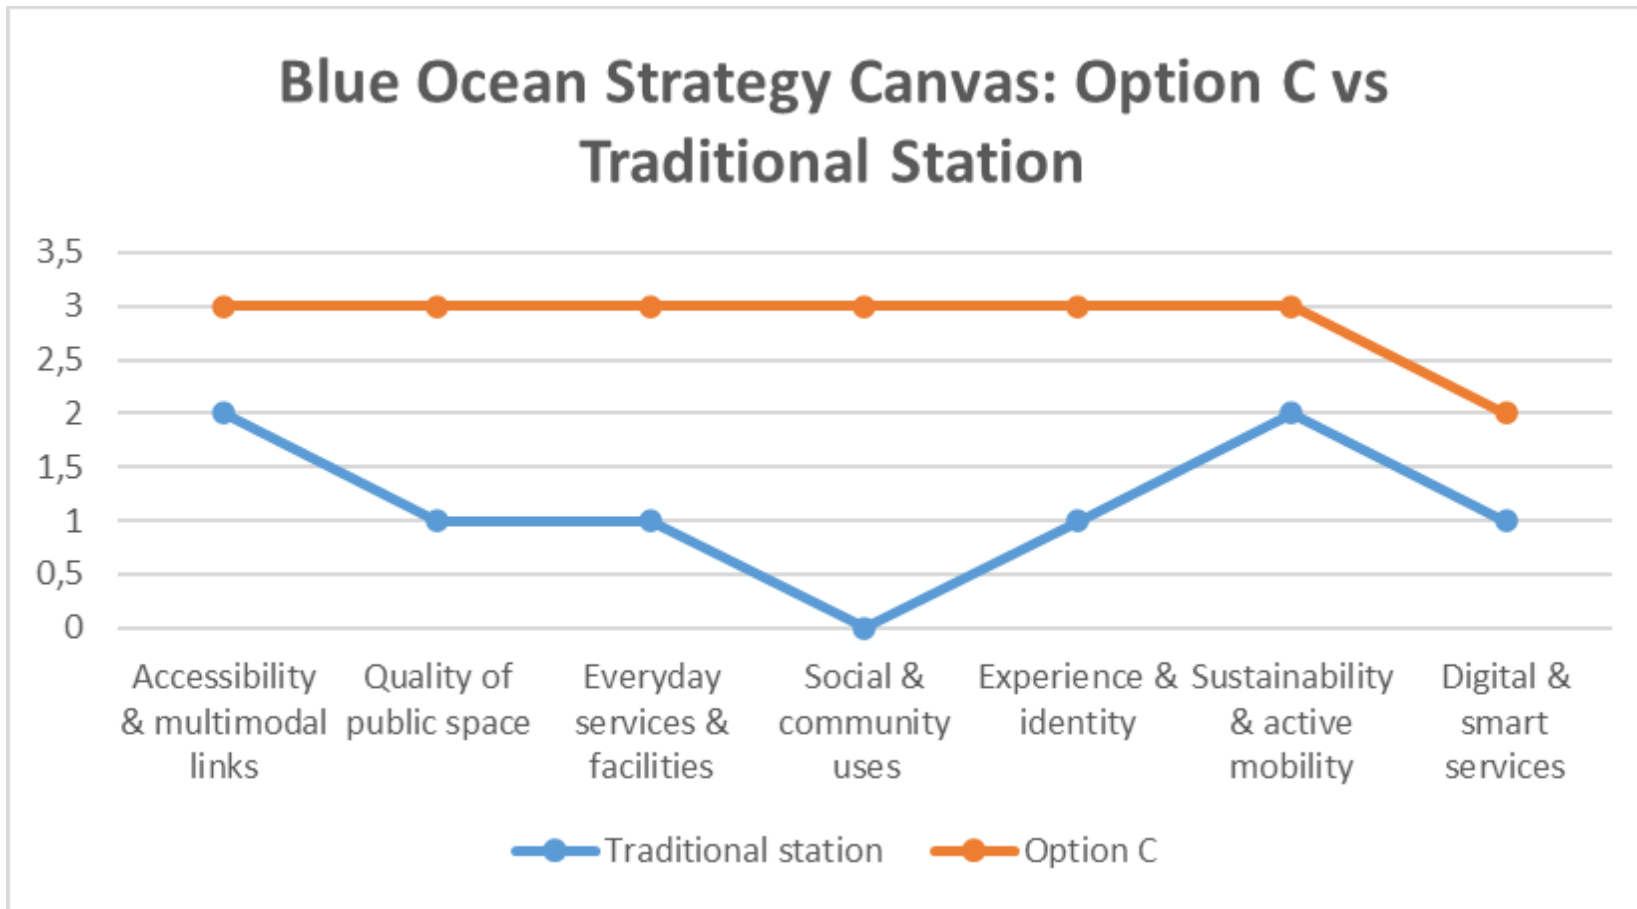 Blue Ocean Strategy Canvas: Option C vs
Traditional Station
3,5
3
2,5
2
1,5
1
0,5
0
Accessibility
& multimodal
links
Quality of
public space
Everyday
services &
facilities
Social &
community
uses
Experience &
identity
Sustainability
& active
mobility
Digital &
smart
services
Traditional station
Option C